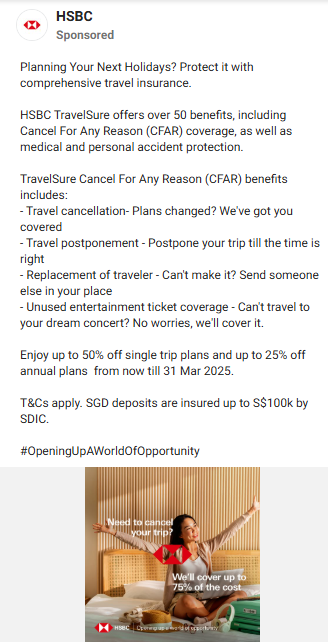 HSBC
Sponsored
Planning Your Next Holidays? Protect it with
comprehensive travel insurance.
HSBC TravelSure offers over 50 benefits, including
Cancel For Any Reason (CFAR) coverage, as well as
medical and personal accident protection.
TravelSure Cancel For Any Reason (CFAR) benefits
includes:
- Travel cancellation- Plans changed? We've got you
covered
- Travel postponement - Postpone your trip till the time is
right
- Replacement of traveler - Can't make it? Send someone
else in your place
- Unused entertainment ticket coverage - Can't travel to
your dream concert? No worries, we'll cover it.
Enjoy up to 50% off single trip plans and up to 25% off
annual plans  from now till 31 Mar 2025.
T&Cs apply. SGD deposits are insured up to S$100k by
SDIC.
#OpeningUpAWorldOfOpportunity
Need to cancel
your trip?
We'll cover up to
75% of the cost
HSBC | Opening up a world of opportunity